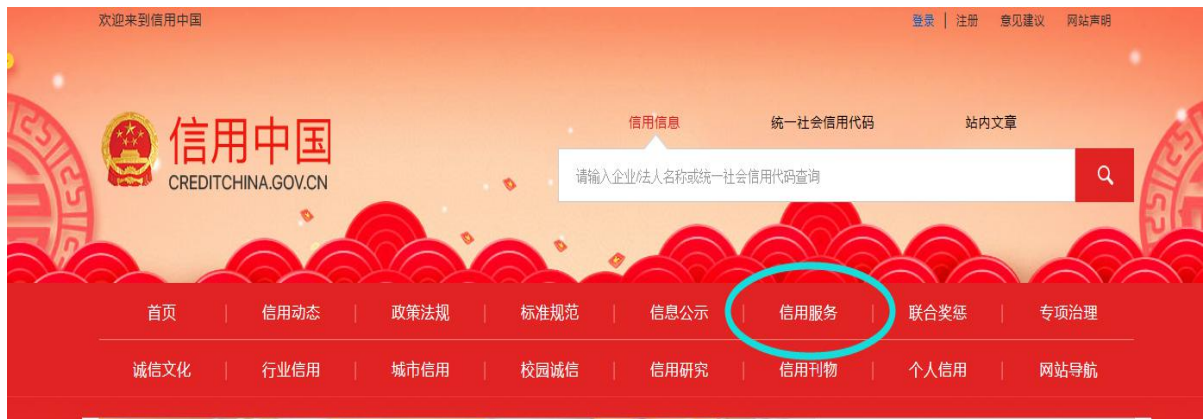 欢迎来到信用中国
登录 | 注册 意见建议 网站声明
信用信息 统一社会信用代码 站内文章
信用中国
CREDITCHINA.GOV.CN
请输入企业/法人名称或统一社会信用代码查询
首页 | 信用动态 | 政策法规 | 标准规范 | 信息公示 | 信用服务 | 联合奖惩 | 专项治理
诚信文化 | 行业信用 | 城市信用 | 校园诚信 | 信用研究 | 信用刊物 | 个人信用 | 网站导航